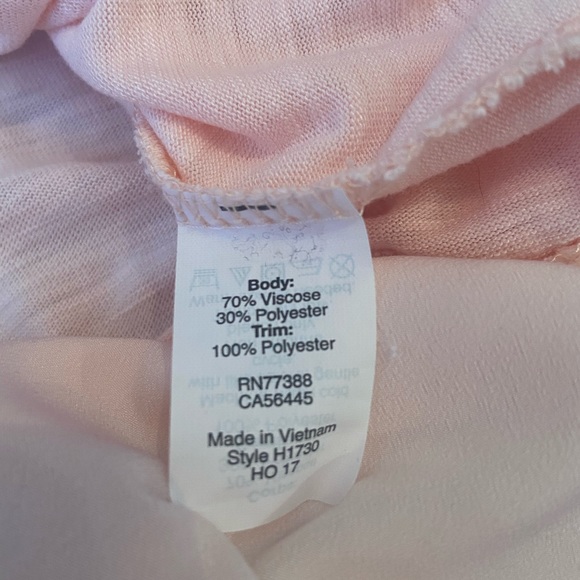 Body:
70% Viscose
30% Polyester
Trim:
100% Polyester
RN77388
CA56445
Made in Vietnam
Style H1730
HO 17